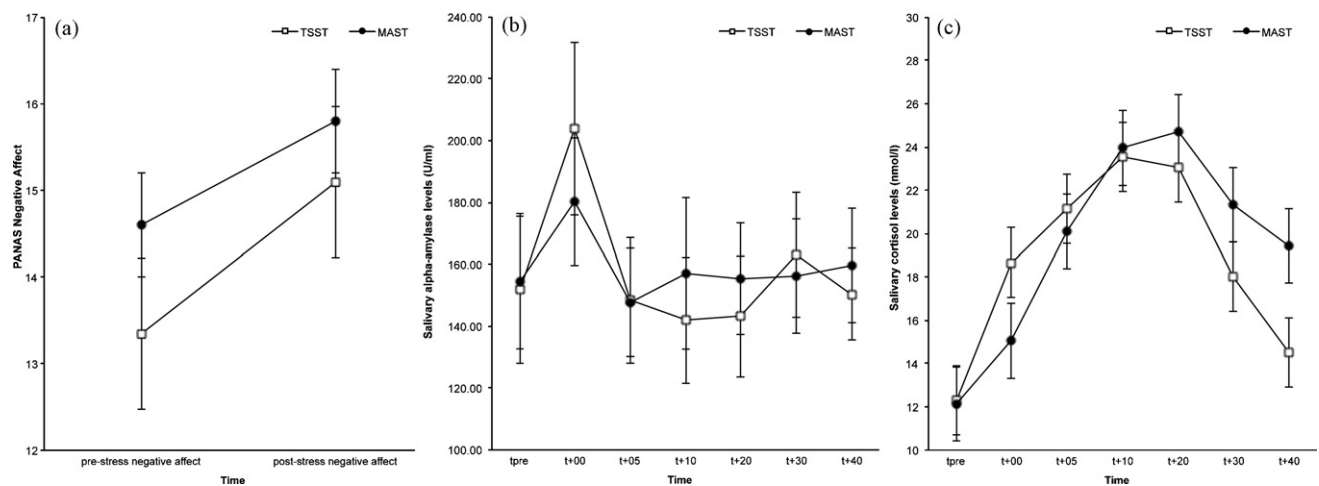 (a)
TSST MAST
17
16
15
14
13
12
PANAS Negative Affect
pre-stress negative affect post-stress negative affect
Time
(b)
TSST MAST
240.00
220.00
200.00
180.00
160.00
140.00
120.00
100.00
Salivary alpha-amylase levels (U/ml)
tpre t+00 t+05 t+10 t+20 t+30 t+40
Time
(c)
TSST MAST
30
28
26
24
22
20
18
16
14
12
10
Salivary cortisol levels (nmol/l)
tpre t+00 t+05 t+10 t+20 t+30 t+40
Time